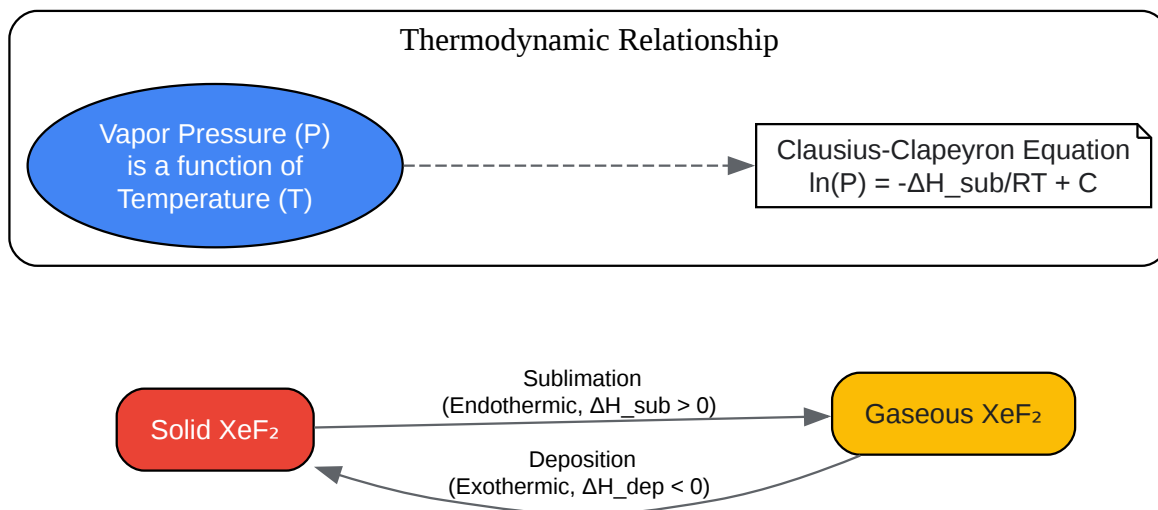 Thermodynamic Relationship
Vapor Pressure (P)
is a function of
Temperature (T)
Clausius-Clapeyron Equation
ln(P) = -ΔH_sub/RT + C
Sublimation
(Endothermic, ΔH_sub > 0)
Solid XeF₂
Gaseous XeF₂
Deposition
(Exothermic, ΔH_dep < 0)